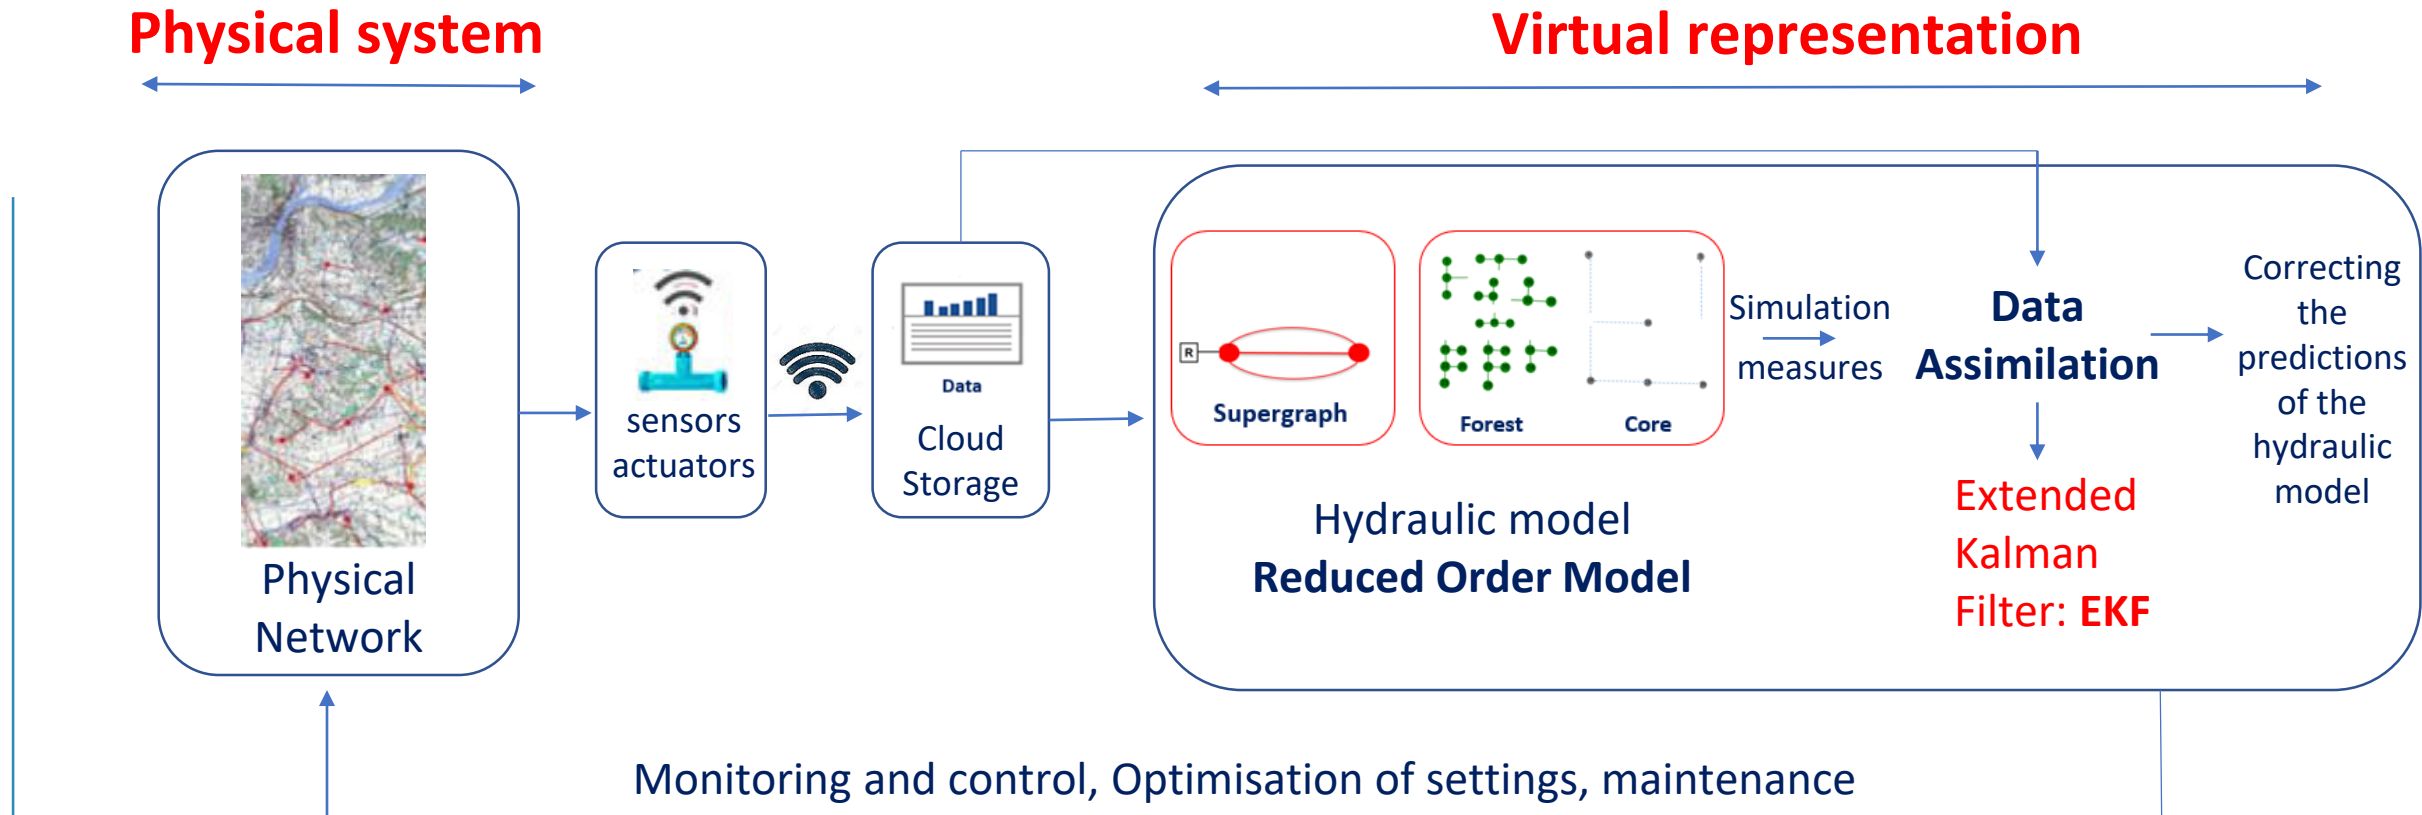 Physical system
Virtual representation
Physical
Network
sensors
actuators
Data
Cloud
Storage
R
Supergraph
Forest
Core
Hydraulic model
Reduced Order Model
Simulation
measures
Data
Assimilation
Extended
Kalman
Filter: EKF
Correcting
the
predictions
of the
hydraulic
model
Monitoring and control, Optimisation of settings, maintenance